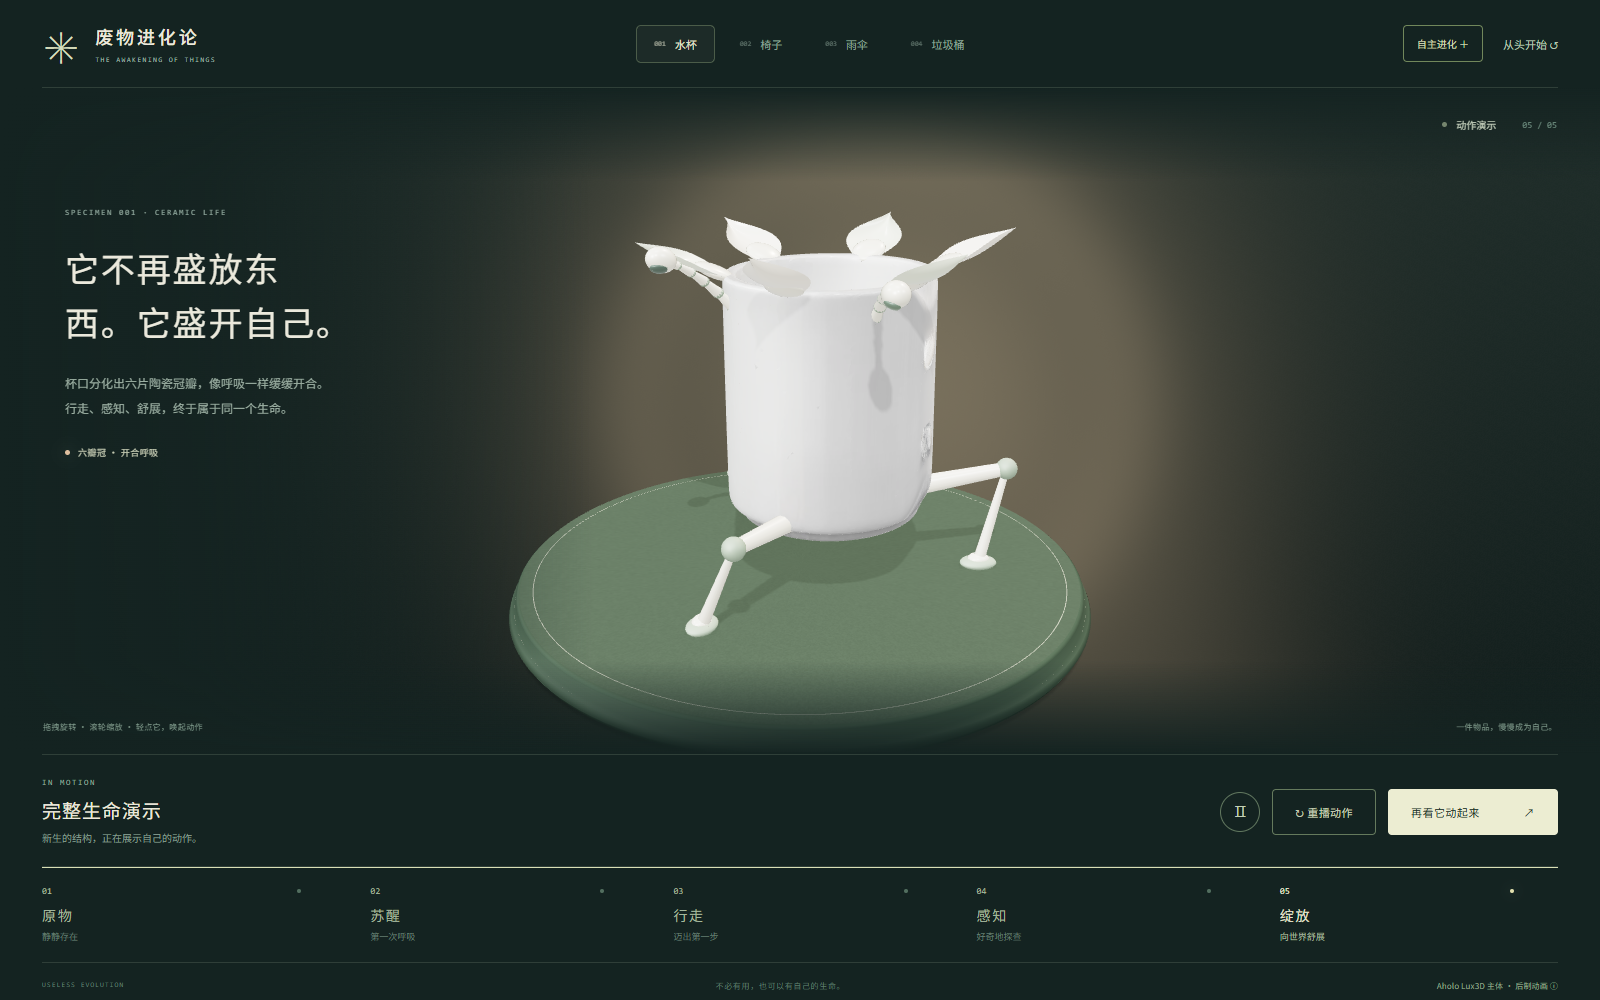 废物进化论
THE AWAKENING OF THINGS
001 水杯
002 椅子
003 雨伞
004 垃圾桶
自主进化 +
从头开始 ↺
动作演示 05 / 05
SPECIMEN 001 · CERAMIC LIFE
它不再盛放东
西。它盛开自己。
杯口分化出六片陶瓷冠瓣，像呼吸一样缓缓开合。
行走、感知、舒展，终于属于同一个生命。
六瓣冠 · 开合呼吸
拖拽旋转 · 滚轮缩放 · 轻点它，唤起动作
一件物品，慢慢成为自己。
IN MOTION
完整生命演示
新生的结构，正在展示自己的动作。
↻ 重播动作
再看它动起来 ↗
01
原物
静静存在
02
苏醒
第一次呼吸
03
行走
迈出第一步
04
感知
好奇地探查
05
绽放
向世界舒展
USELESS EVOLUTION
不必有用，也可以有自己的生命。
Aholo Lux3D 主体 · 后制动画 ⓘ